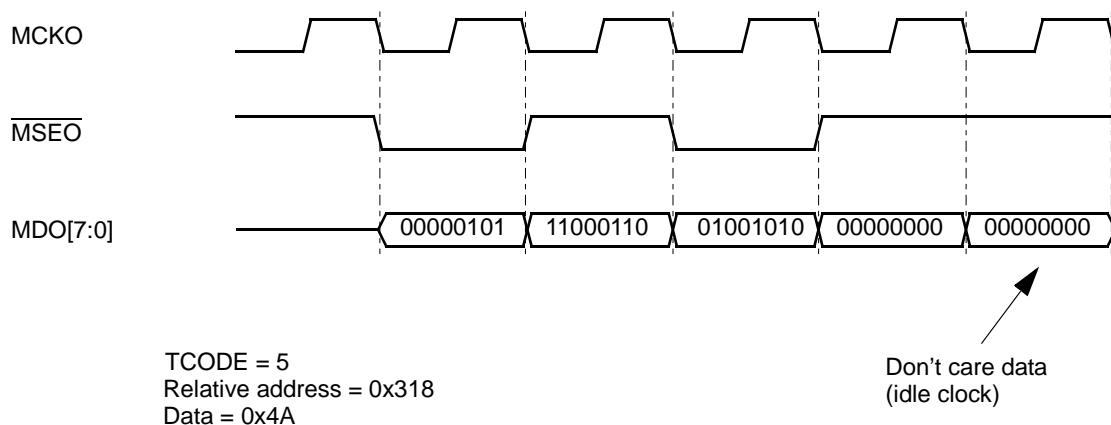 MCKO
MSEO
MDO[7:0]
00000101 11000110 01001010 00000000 00000000
TCODE = 5
Relative address = 0x318
Data = 0x4A
Don't care data
(idle clock)